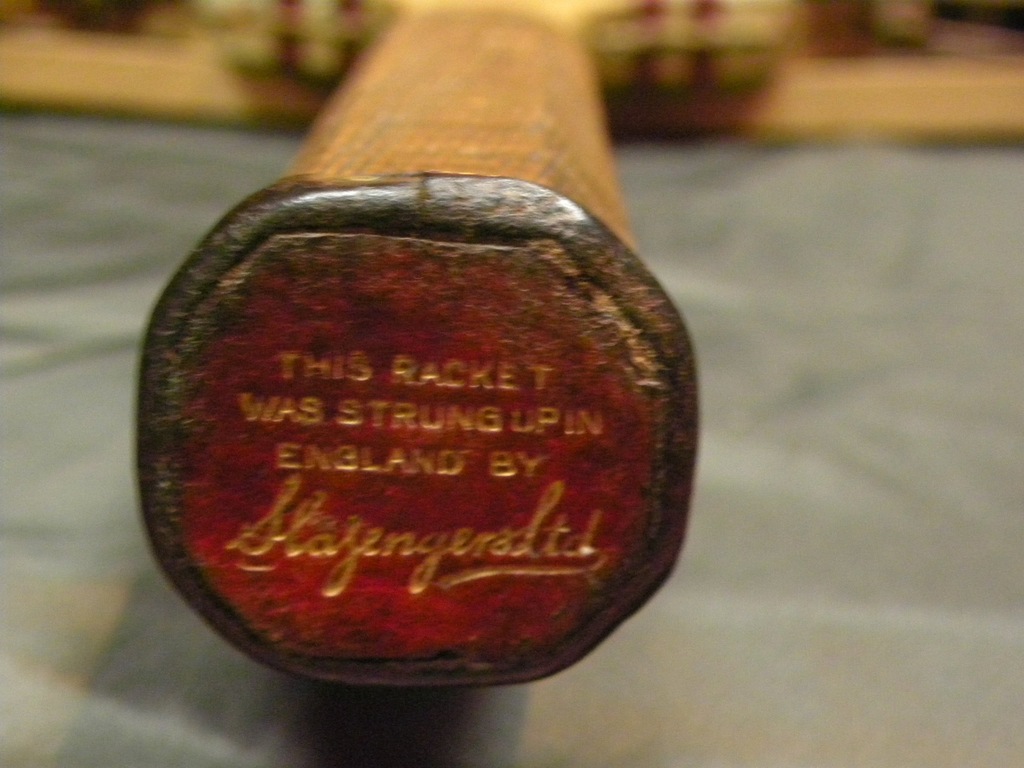 THIS RACKET
WAS STRUNG UP IN
ENGLAND BY
Slazengers Ltd